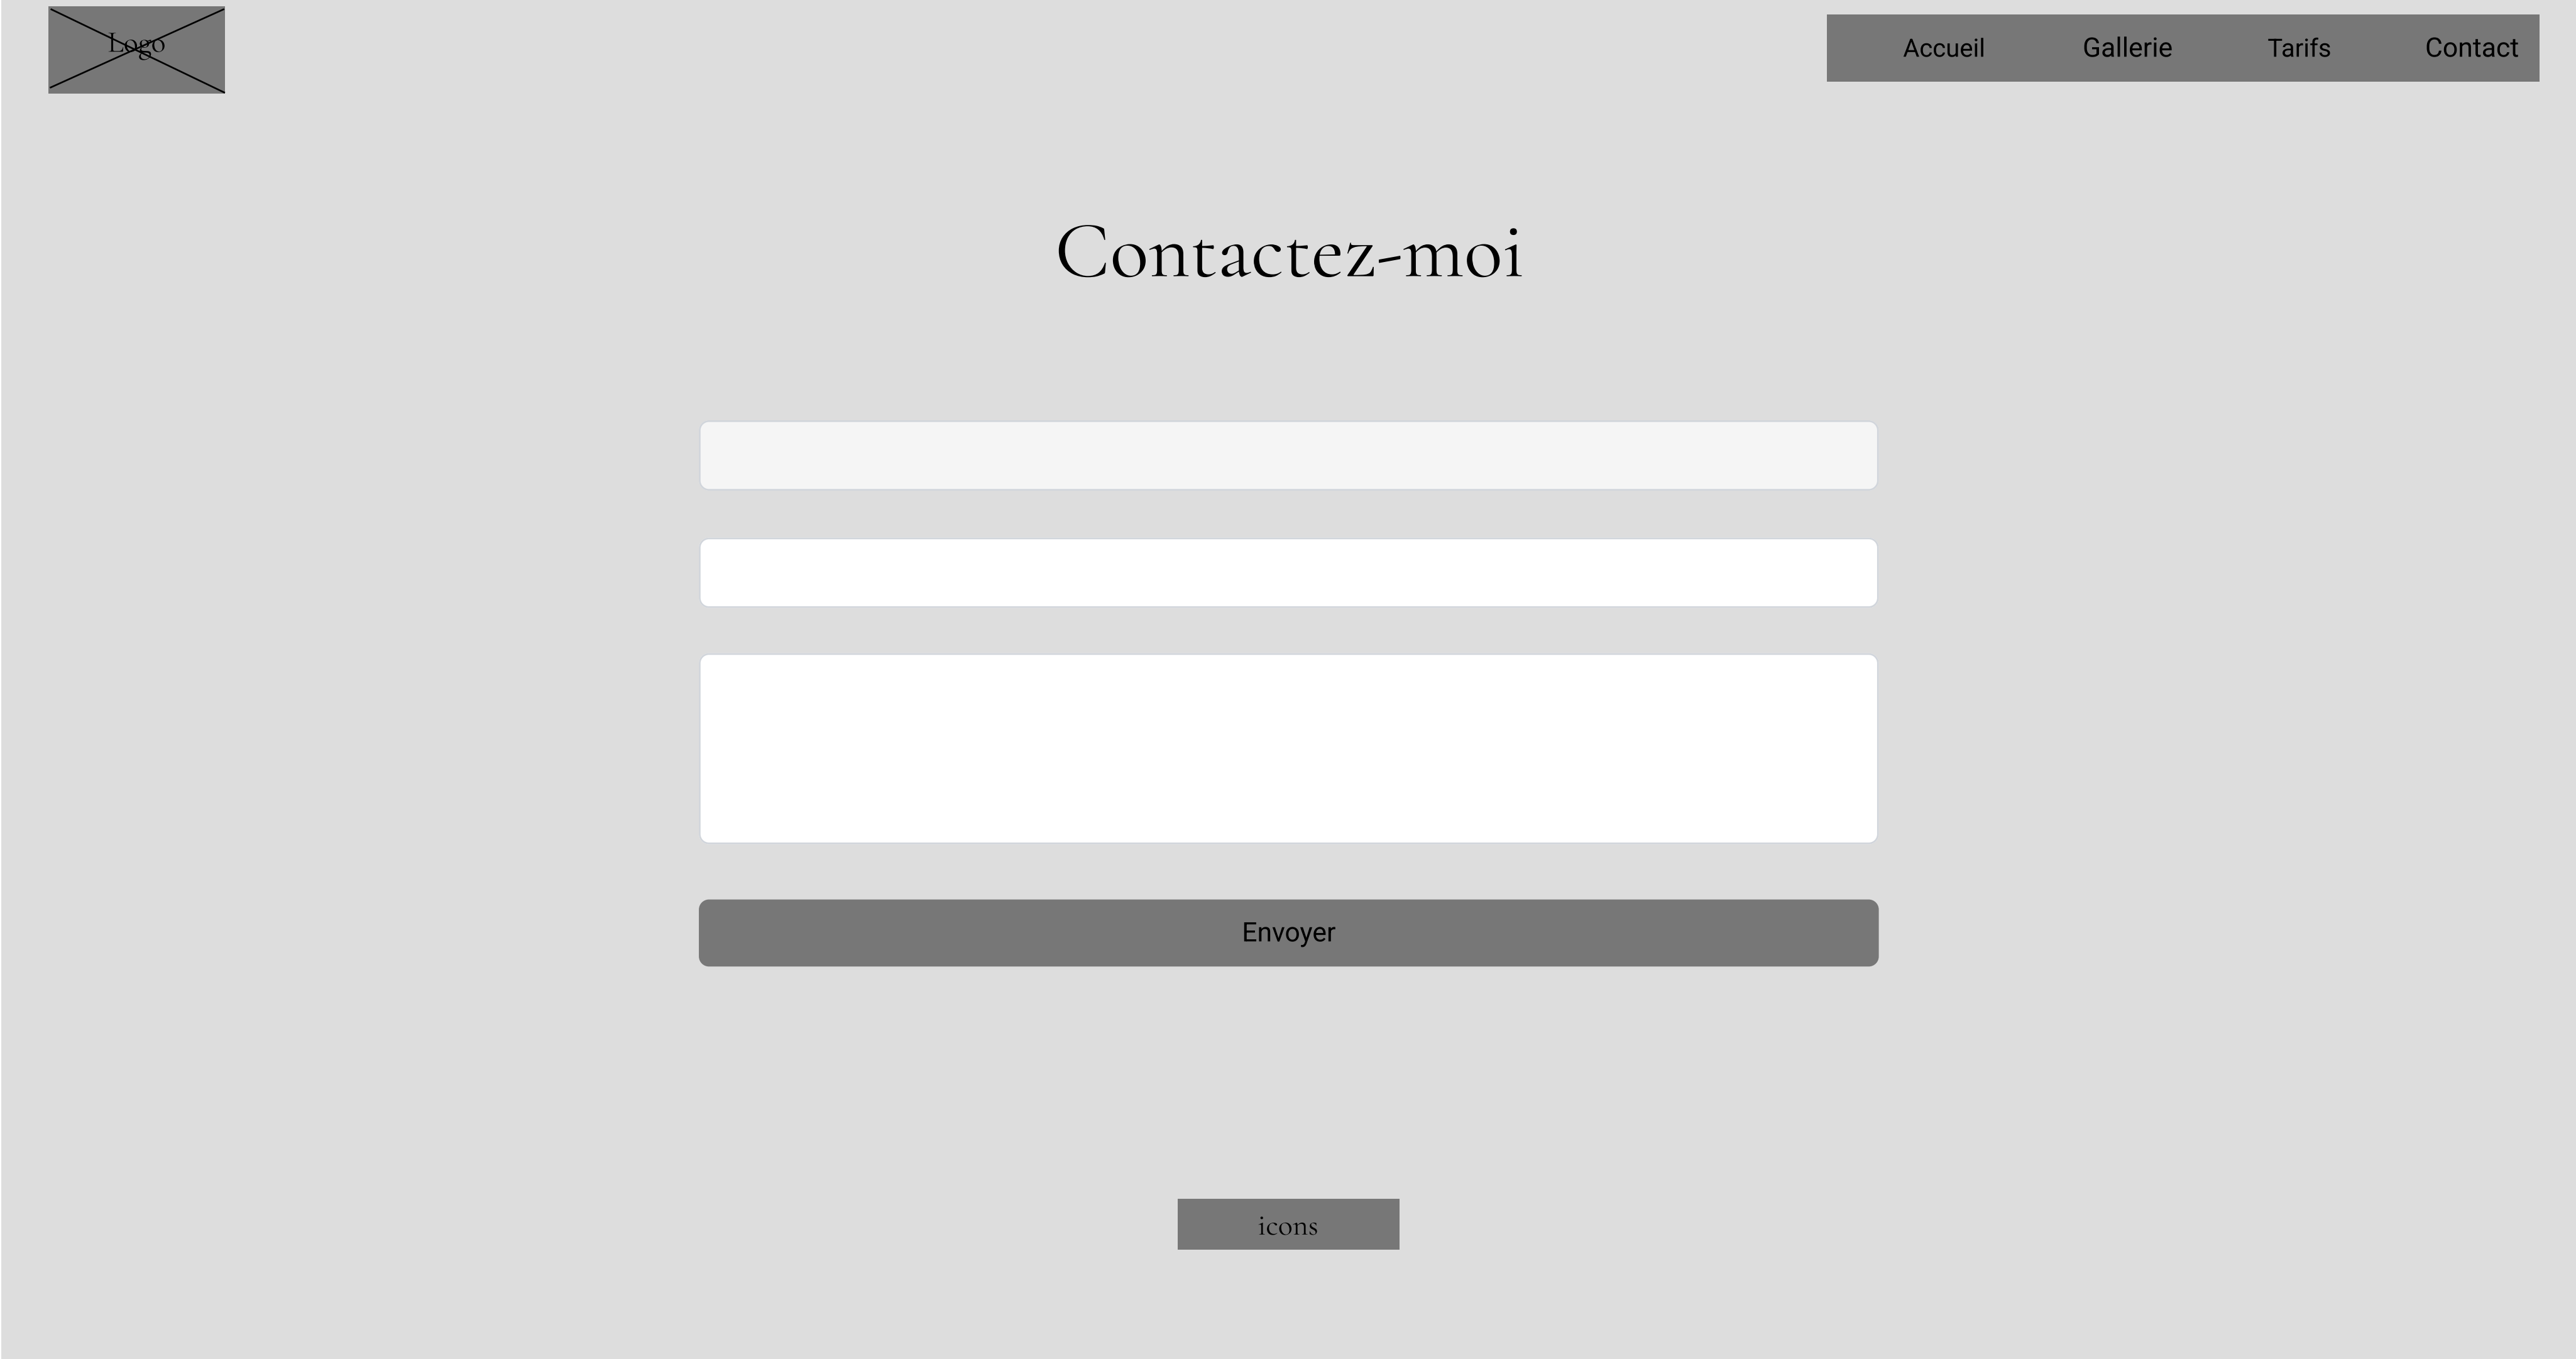 Logo
Accueil Gallerie Tarifs Contact
Contactez-moi
Envoyer
icons